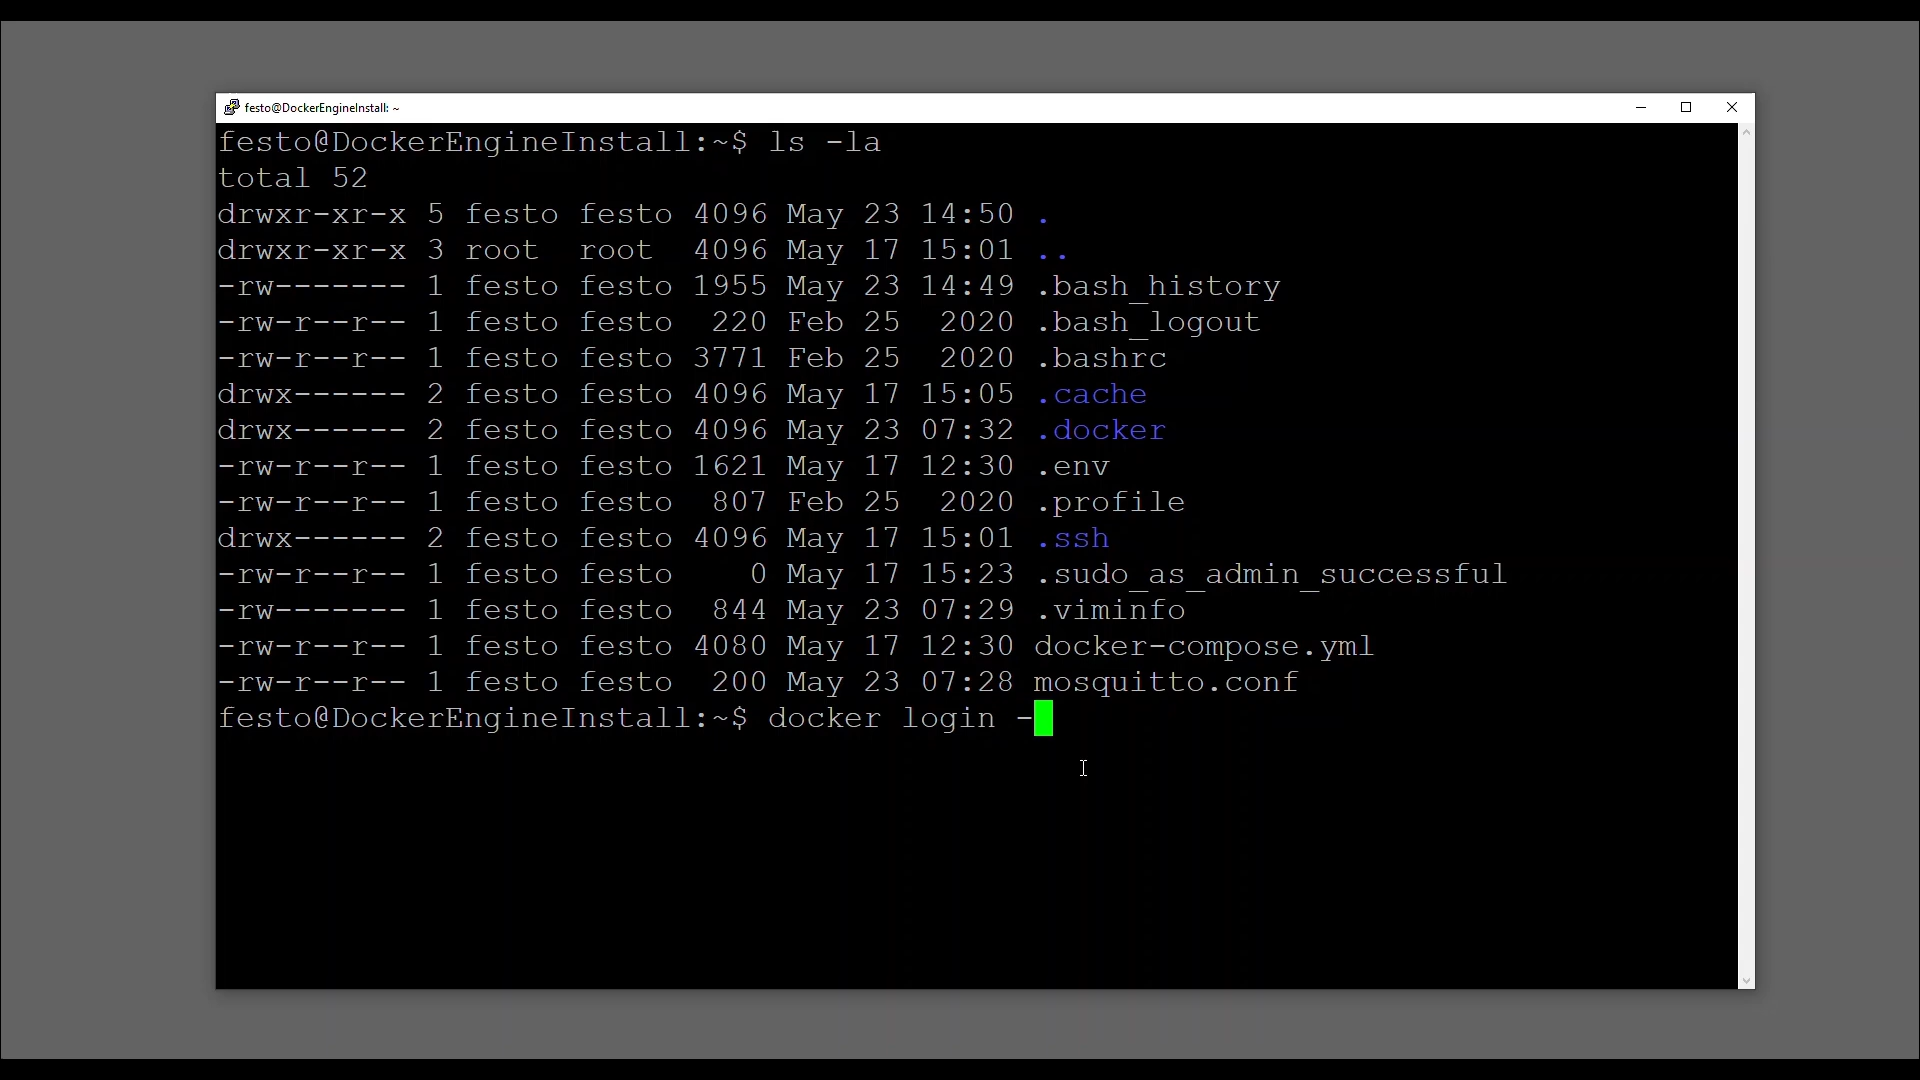 festo@DockerEngineInstall: ~
festo@DockerEngineInstall:~$ ls -la
total 52
drwxr-xr-x 5 festo festo 4096 May 23 14:50 .
drwxr-xr-x 3 root  root  4096 May 17 15:01 ..
-rw------- 1 festo festo 1955 May 23 14:49 .bash_history
-rw-r--r-- 1 festo festo  220 Feb 25  2020 .bash_logout
-rw-r--r-- 1 festo festo 3771 Feb 25  2020 .bashrc
drwx------ 2 festo festo 4096 May 17 15:05 .cache
drwx------ 2 festo festo 4096 May 23 07:32 .docker
-rw-r--r-- 1 festo festo 1621 May 17 12:30 .env
-rw-r--r-- 1 festo festo  807 Feb 25  2020 .profile
drwx------ 2 festo festo 4096 May 17 15:01 .ssh
-rw-r--r-- 1 festo festo    0 May 17 15:23 .sudo_as_admin_successful
-rw------- 1 festo festo  844 May 23 07:29 .viminfo
-rw-r--r-- 1 festo festo 4080 May 17 12:30 docker-compose.yml
-rw-r--r-- 1 festo festo  200 May 23 07:28 mosquitto.conf
festo@DockerEngineInstall:~$ docker login -